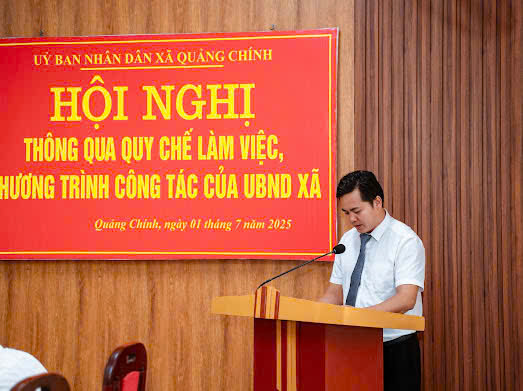 UỶ BAN NHÂN DÂN XÃ QUẢNG CHÍNH
HỘI NGHỊ
THÔNG QUA QUY CHẾ LÀM VIỆC,
HƯƠNG TRÌNH CÔNG TÁC CỦA UBND XÃ
Quảng Chính, ngày 01 tháng 7 năm 2025